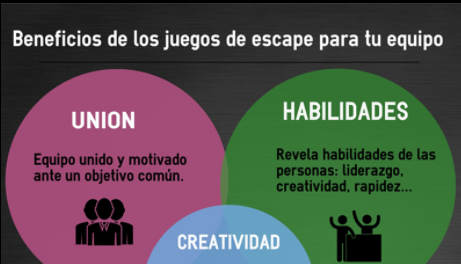 Beneficios de los juegos de escape para tu equipo
UNION
Equipo unido y motivado
ante un objetivo común.
HABILIDADES
Revela habilidades de las
personas: liderazgo,
creatividad, rapidez...
CREATIVIDAD